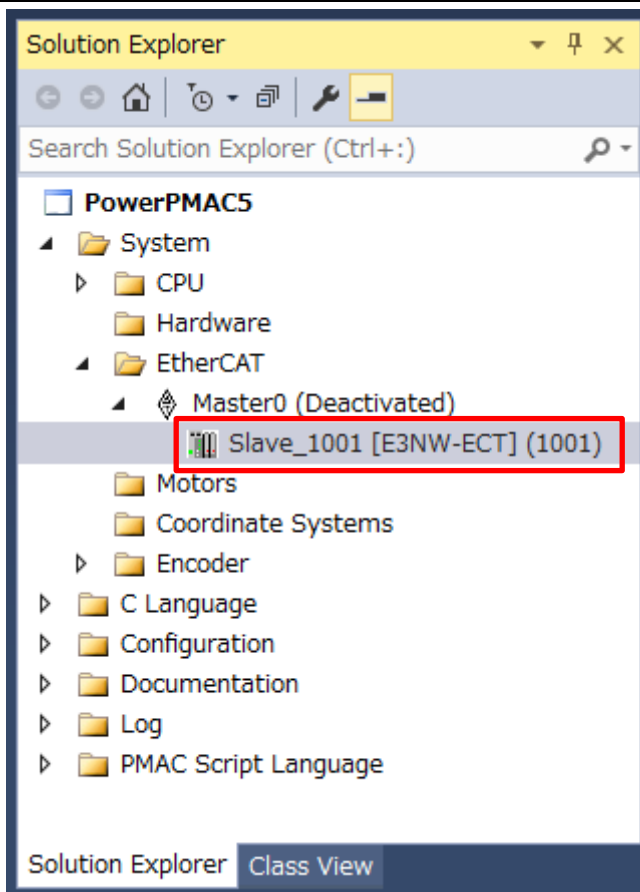 Solution Explorer
Search Solution Explorer (Ctrl+:)
PowerPMAC5
System
CPU
Hardware
EtherCAT
Master0 (Deactivated)
Slave_1001 [E3NW-ECT] (1001)
Motors
Coordinate Systems
Encoder
C Language
Configuration
Documentation
Log
PMAC Script Language
Solution Explorer Class View